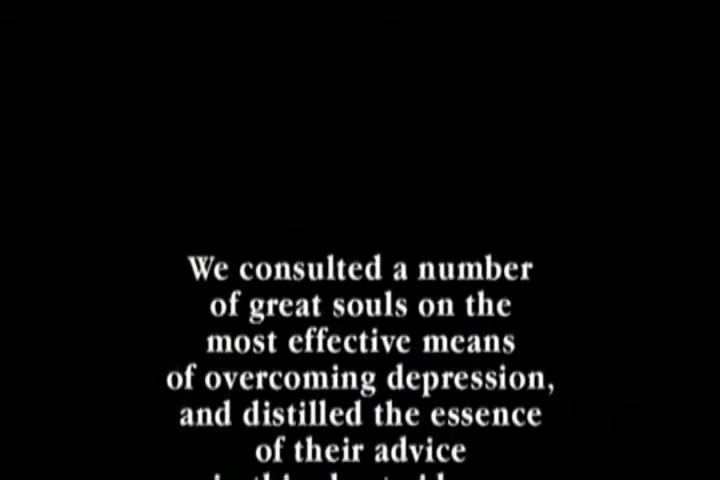 We consulted a number
of great souls on the
most effective means
of overcoming depression,
and distilled the essence
of their advice